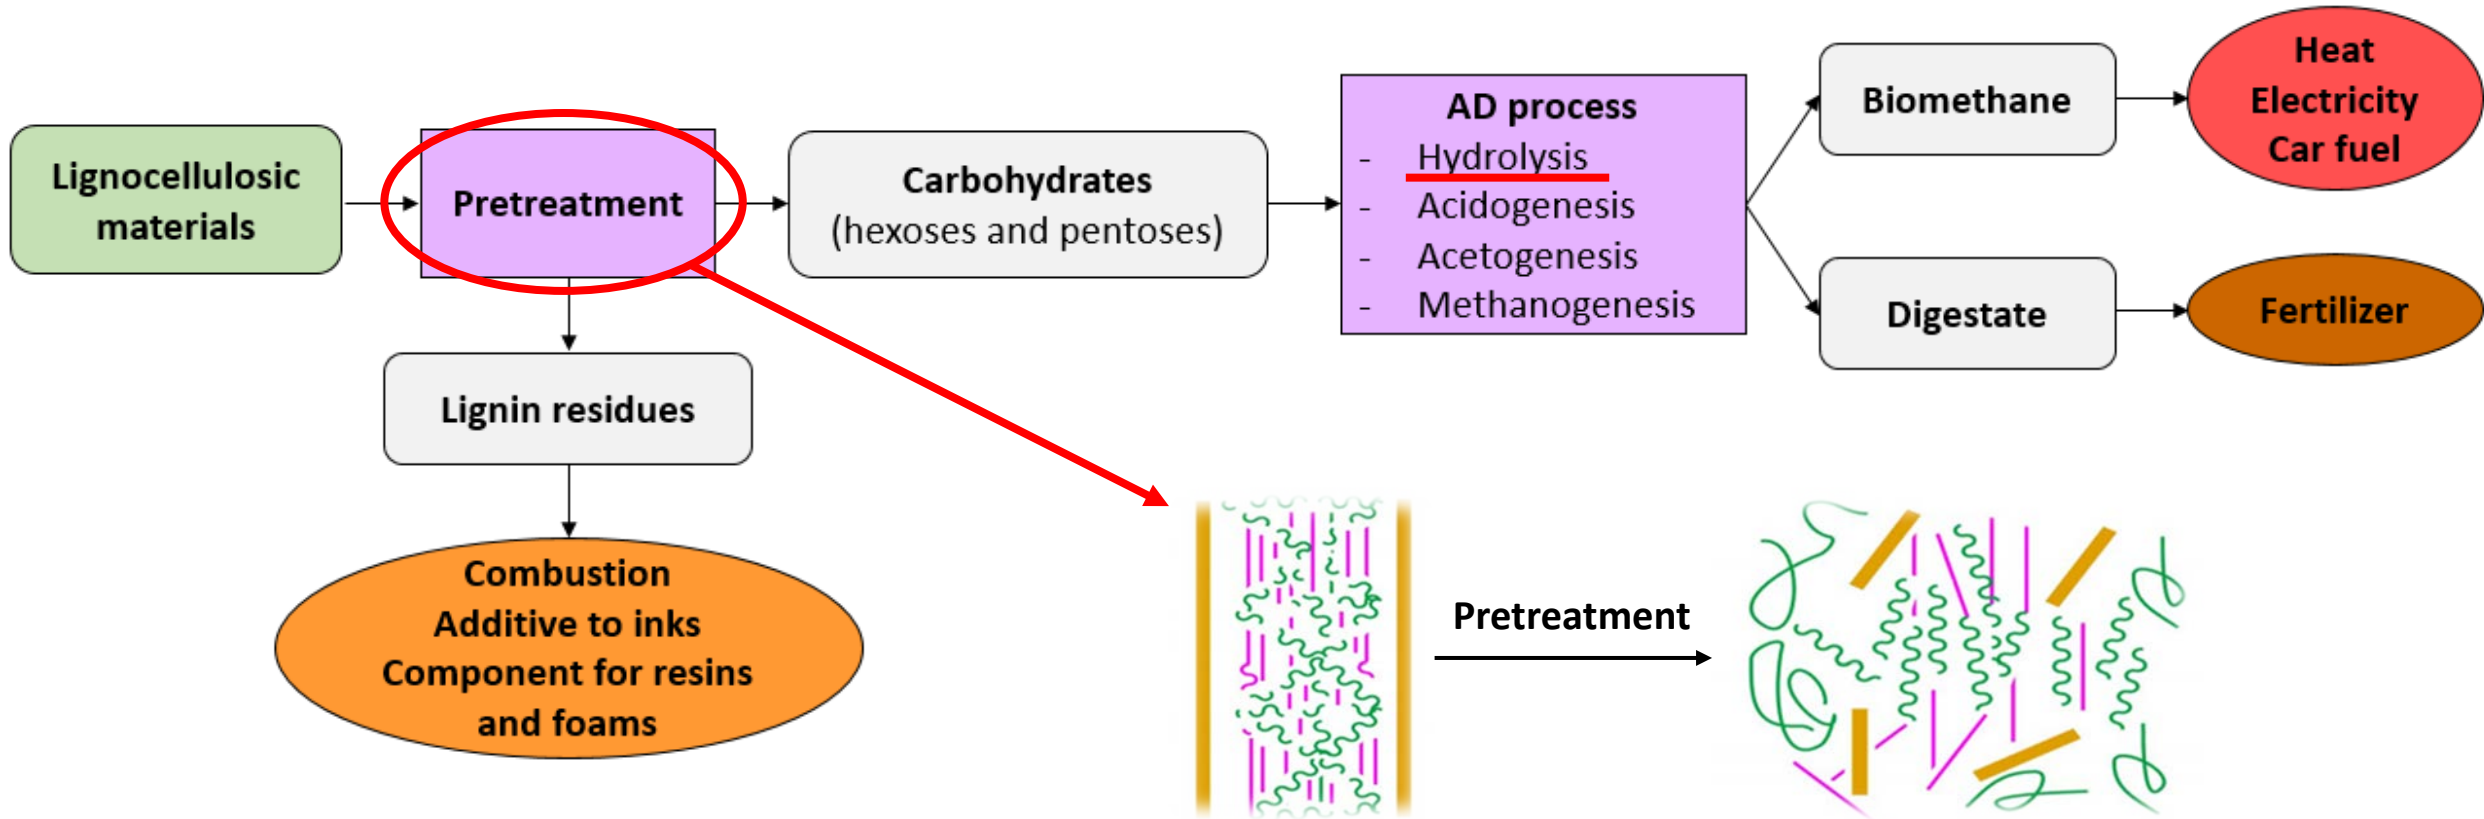 Lignocellulosic
materials
Pretreatment
Carbohydrates
(hexoses and pentoses)
AD process
- Hydrolysis
- Acidogenesis
- Acetogenesis
- Methanogenesis
Biomethane
Heat
Electricity
Car fuel
Digestate
Fertilizer
Lignin residues
Combustion
Additive to inks
Component for resins
and foams
Pretreatment